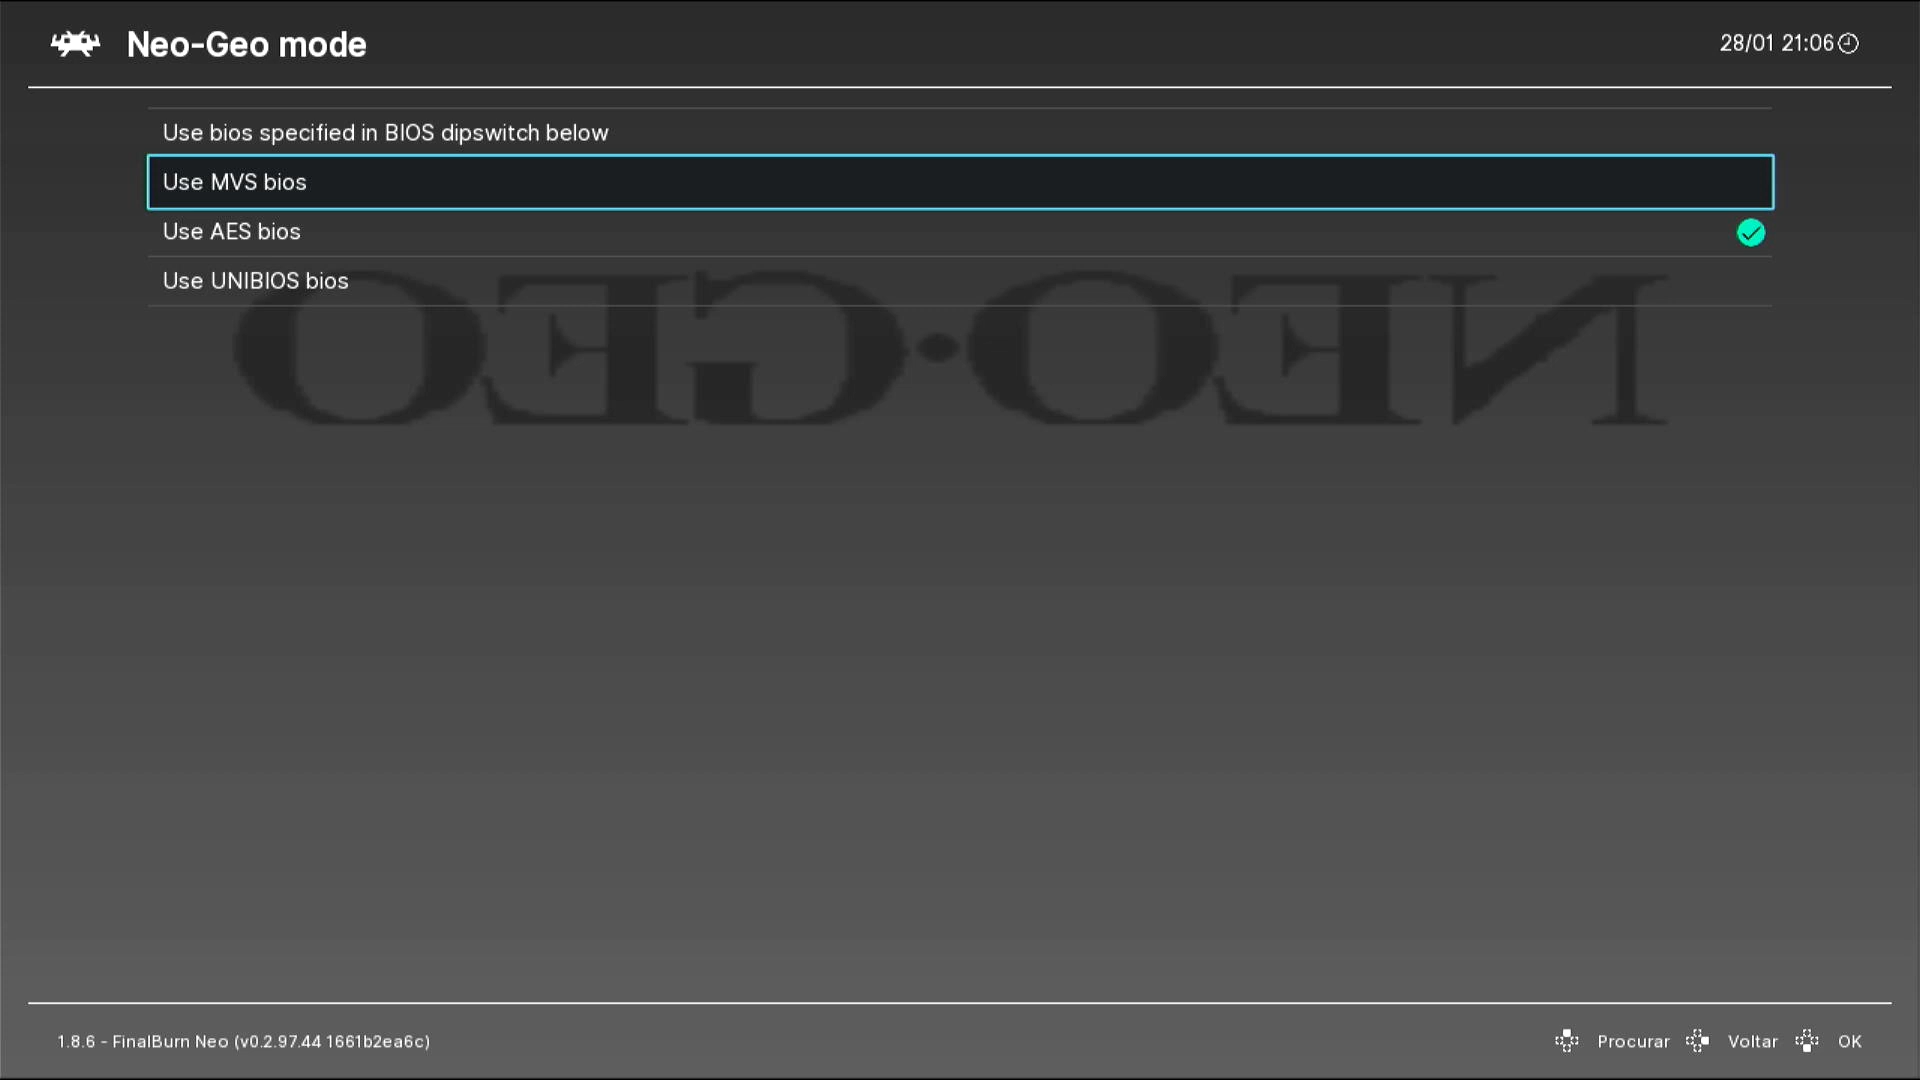 Neo-Geo mode
28/01 21:06
Use bios specified in BIOS dipswitch below
Use MVS bios
Use AES bios
Use UNIBIOS bios
NEO·GEO
1.8.6 - FinalBurn Neo (v0.2.97.44 1661b2ea6c)
Procurar Voltar OK